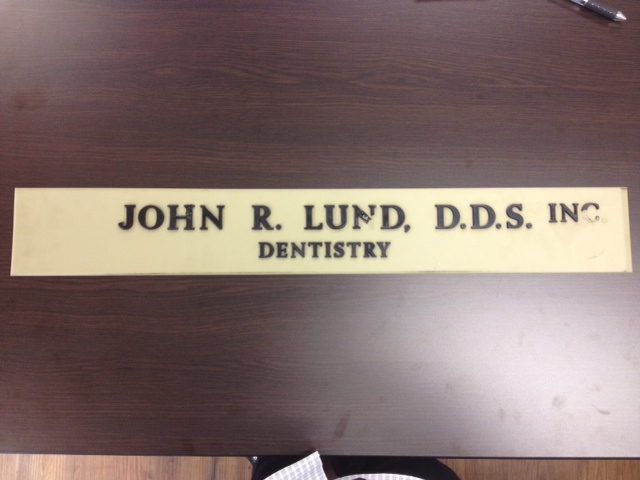 JOHN R. LUND, D.D.S. INC.
DENTISTRY